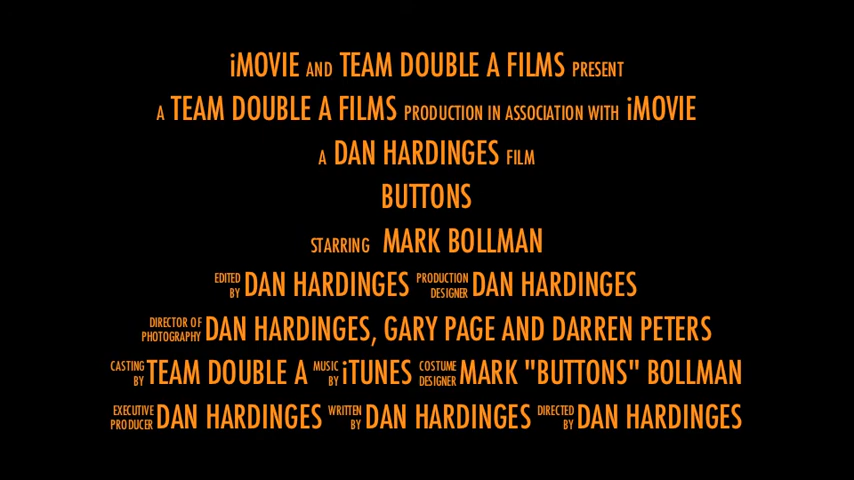 iMOVIE AND TEAM DOUBLE A FILMS PRESENT
A TEAM DOUBLE A FILMS PRODUCTION IN ASSOCIATION WITH iMOVIE
A DAN HARDINGES FILM
BUTTONS
STARRING MARK BOLLMAN
EDITED BY DAN HARDINGES PRODUCTION DESIGNER DAN HARDINGES
DIRECTOR OF PHOTOGRAPHY DAN HARDINGES, GARY PAGE AND DARREN PETERS
CASTING BY TEAM DOUBLE A MUSIC BY iTUNES COSTUME DESIGNER MARK "BUTTONS" BOLLMAN
EXECUTIVE PRODUCER DAN HARDINGES WRITTEN BY DAN HARDINGES DIRECTED BY DAN HARDINGES